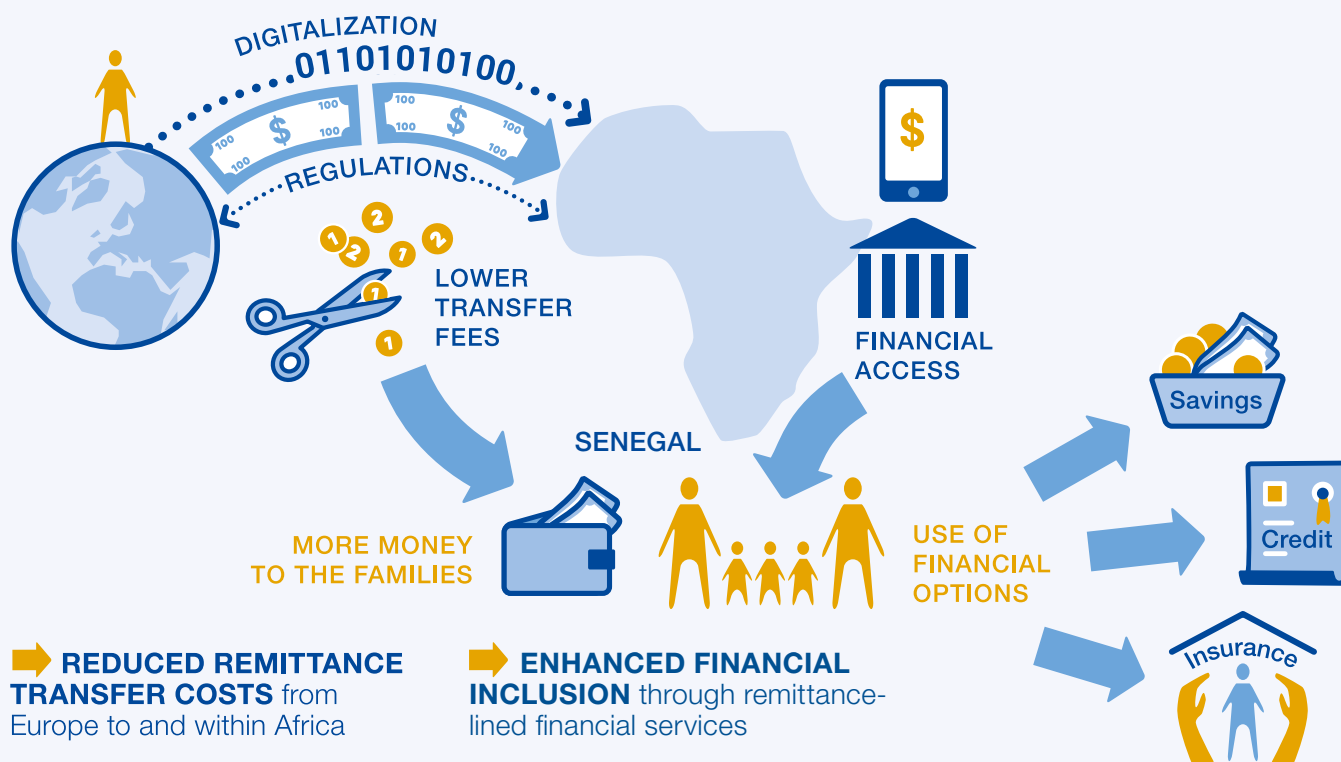 DIGITALIZATION
01101010100
100 $ 100
100 100
100 $ 100
100 100
REGULATIONS
$
1 2 2 1 2
1
1
LOWER
TRANSFER
FEES
FINANCIAL
ACCESS
Savings
SENEGAL
Credit
MORE MONEY
TO THE FAMILIES
USE OF
FINANCIAL
OPTIONS
Insurance
REDUCED REMITTANCE
TRANSFER COSTS from
Europe to and within Africa
ENHANCED FINANCIAL
INCLUSION through remittance-
lined financial services